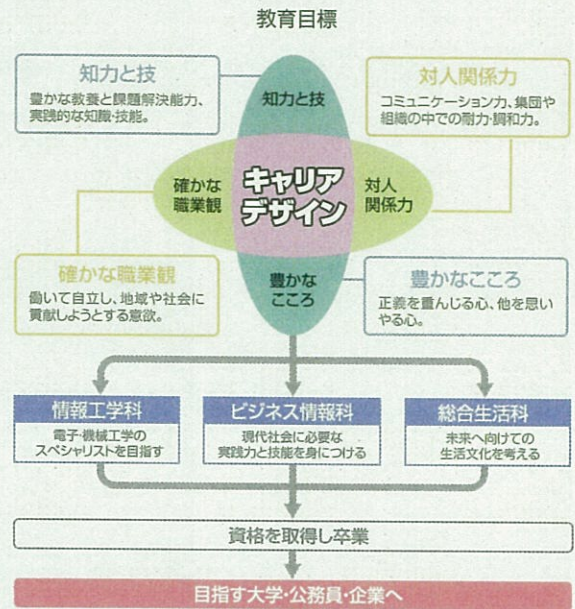 教育目標
知力と技
豊かな教養と課題解決能力、
実践的な知識・技能。
対人関係力
コミュニケーション力、集団や
組織の中での耐力・調和力。
知力と技
確かな
職業観
キャリア
デザイン
対人
関係力
豊かな
こころ
確かな職業観
働いて自立し、地域や社会に
貢献しようとする意欲。
豊かなこころ
正義を重んじる心、他を思い
やる心。
情報工学科
電子・機械工学の
スペシャリストを目指す
ビジネス情報科
現代社会に必要な
実践力と技能を身につける
総合生活科
未来へ向けての
生活文化を考える
資格を取得し卒業
目指す大学・公務員・企業へ